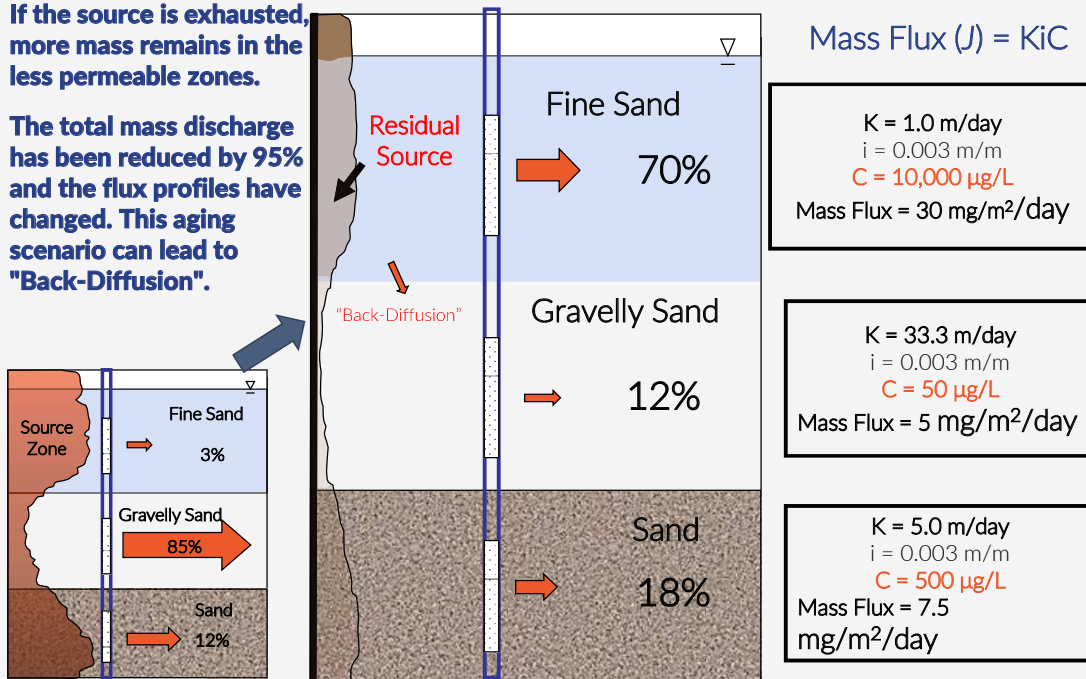 If the source is exhausted,
more mass remains in the
less permeable zones.
The total mass discharge
has been reduced by 95%
and the flux profiles have
changed. This aging
scenario can lead to
"Back-Diffusion".
Source
Zone
Fine Sand
3%
Gravelly Sand
85%
Sand
12%
Residual
Source
Fine Sand
70%
"Back-Diffusion"
Gravelly Sand
12%
Sand
18%
Mass Flux (J) = KiC
K = 1.0 m/day
i = 0.003 m/m
C = 10,000 µg/L
Mass Flux = 30 mg/m²/day
K = 33.3 m/day
i = 0.003 m/m
C = 50 µg/L
Mass Flux = 5 mg/m²/day
K = 5.0 m/day
i = 0.003 m/m
C = 500 µg/L
Mass Flux = 7.5
mg/m²/day